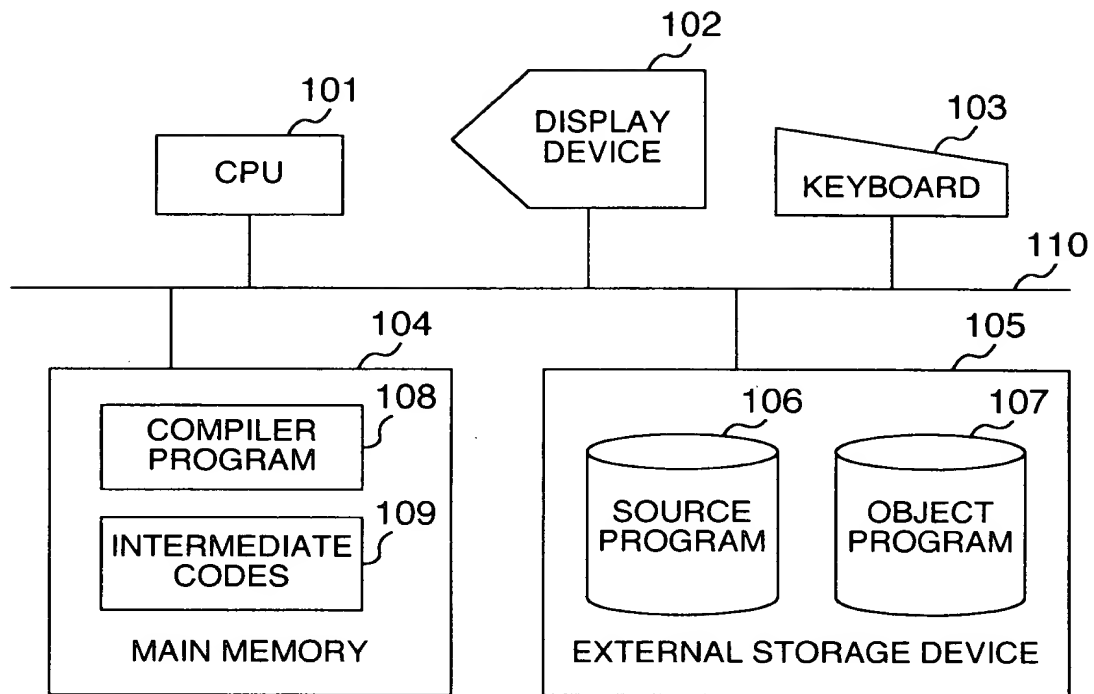 102
101
103
DISPLAY
DEVICE
CPU
KEYBOARD
110
104
105
108
106
107
COMPILER
PROGRAM
109
SOURCE
PROGRAM
OBJECT
PROGRAM
INTERMEDIATE
CODES
MAIN MEMORY
EXTERNAL STORAGE DEVICE